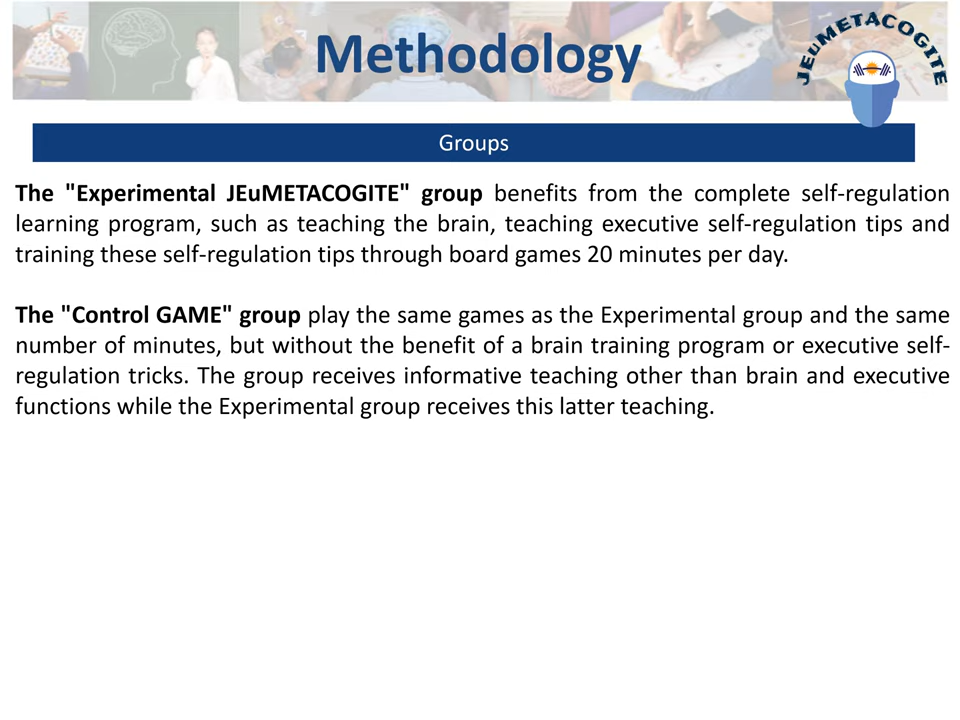 Methodology
JEuMETACOGITE
Groups
The "Experimental JEuMETACOGITE" group benefits from the complete self-regulation
learning program, such as teaching the brain, teaching executive self-regulation tips and
training these self-regulation tips through board games 20 minutes per day.
The "Control GAME" group play the same games as the Experimental group and the same
number of minutes, but without the benefit of a brain training program or executive self-
regulation tricks. The group receives informative teaching other than brain and executive
functions while the Experimental group receives this latter teaching.